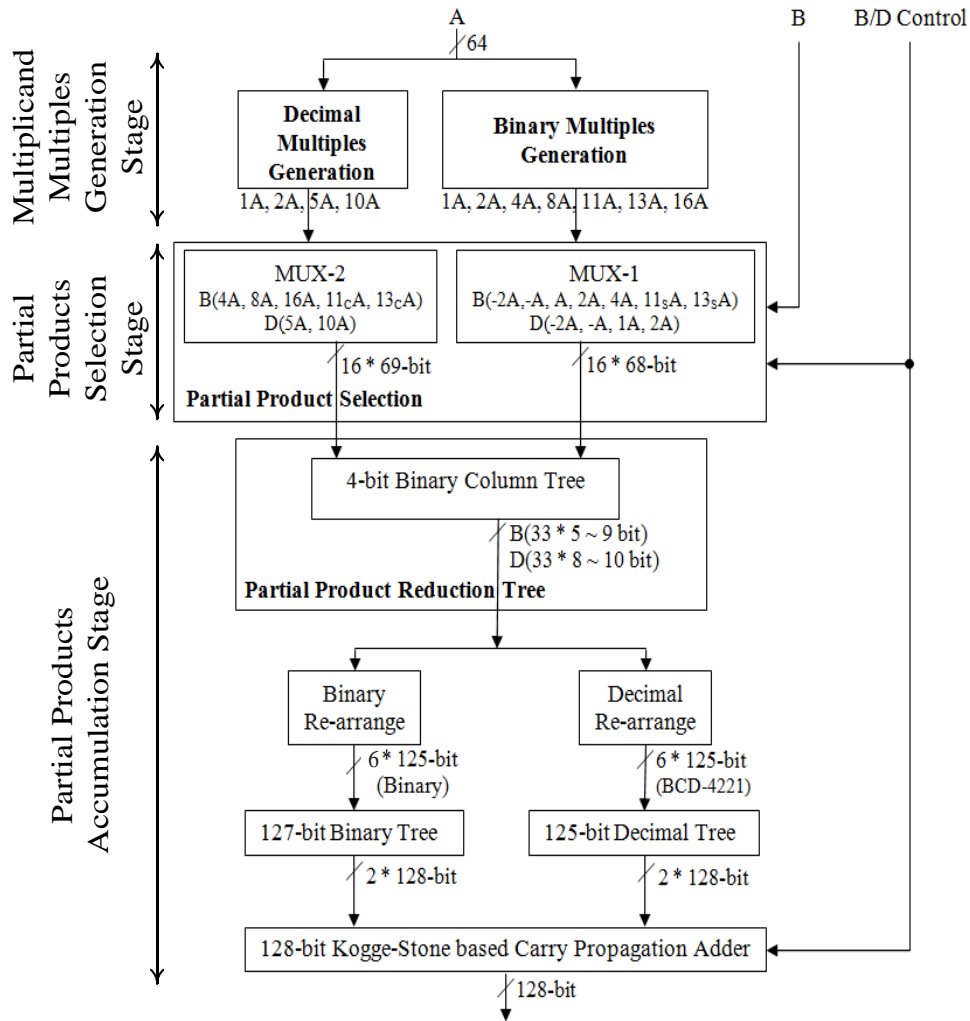 A
B
B/D Control
64
Multiplicand
Multiples
Generation
Stage
Decimal
Multiples
Generation
Binary Multiples
Generation
1A, 2A, 5A, 10A
1A, 2A, 4A, 8A, 11A, 13A, 16A
Partial
Products
Selection
Stage
MUX-2
B(4A, 8A, 16A, 11CA, 13CA)
D(5A, 10A)
MUX-1
B(-2A,-A, A, 2A, 4A, 11SA, 13SA)
D(-2A, -A, 1A, 2A)
16 * 69-bit
16 * 68-bit
Partial Product Selection
Partial Products
Accumulation Stage
4-bit Binary Column Tree
B(33 * 5 ~ 9 bit)
D(33 * 8 ~ 10 bit)
Partial Product Reduction Tree
Binary
Re-arrange
Decimal
Re-arrange
6 * 125-bit
(Binary)
6 * 125-bit
(BCD-4221)
127-bit Binary Tree
125-bit Decimal Tree
2 * 128-bit
2 * 128-bit
128-bit Kogge-Stone based Carry Propagation Adder
128-bit